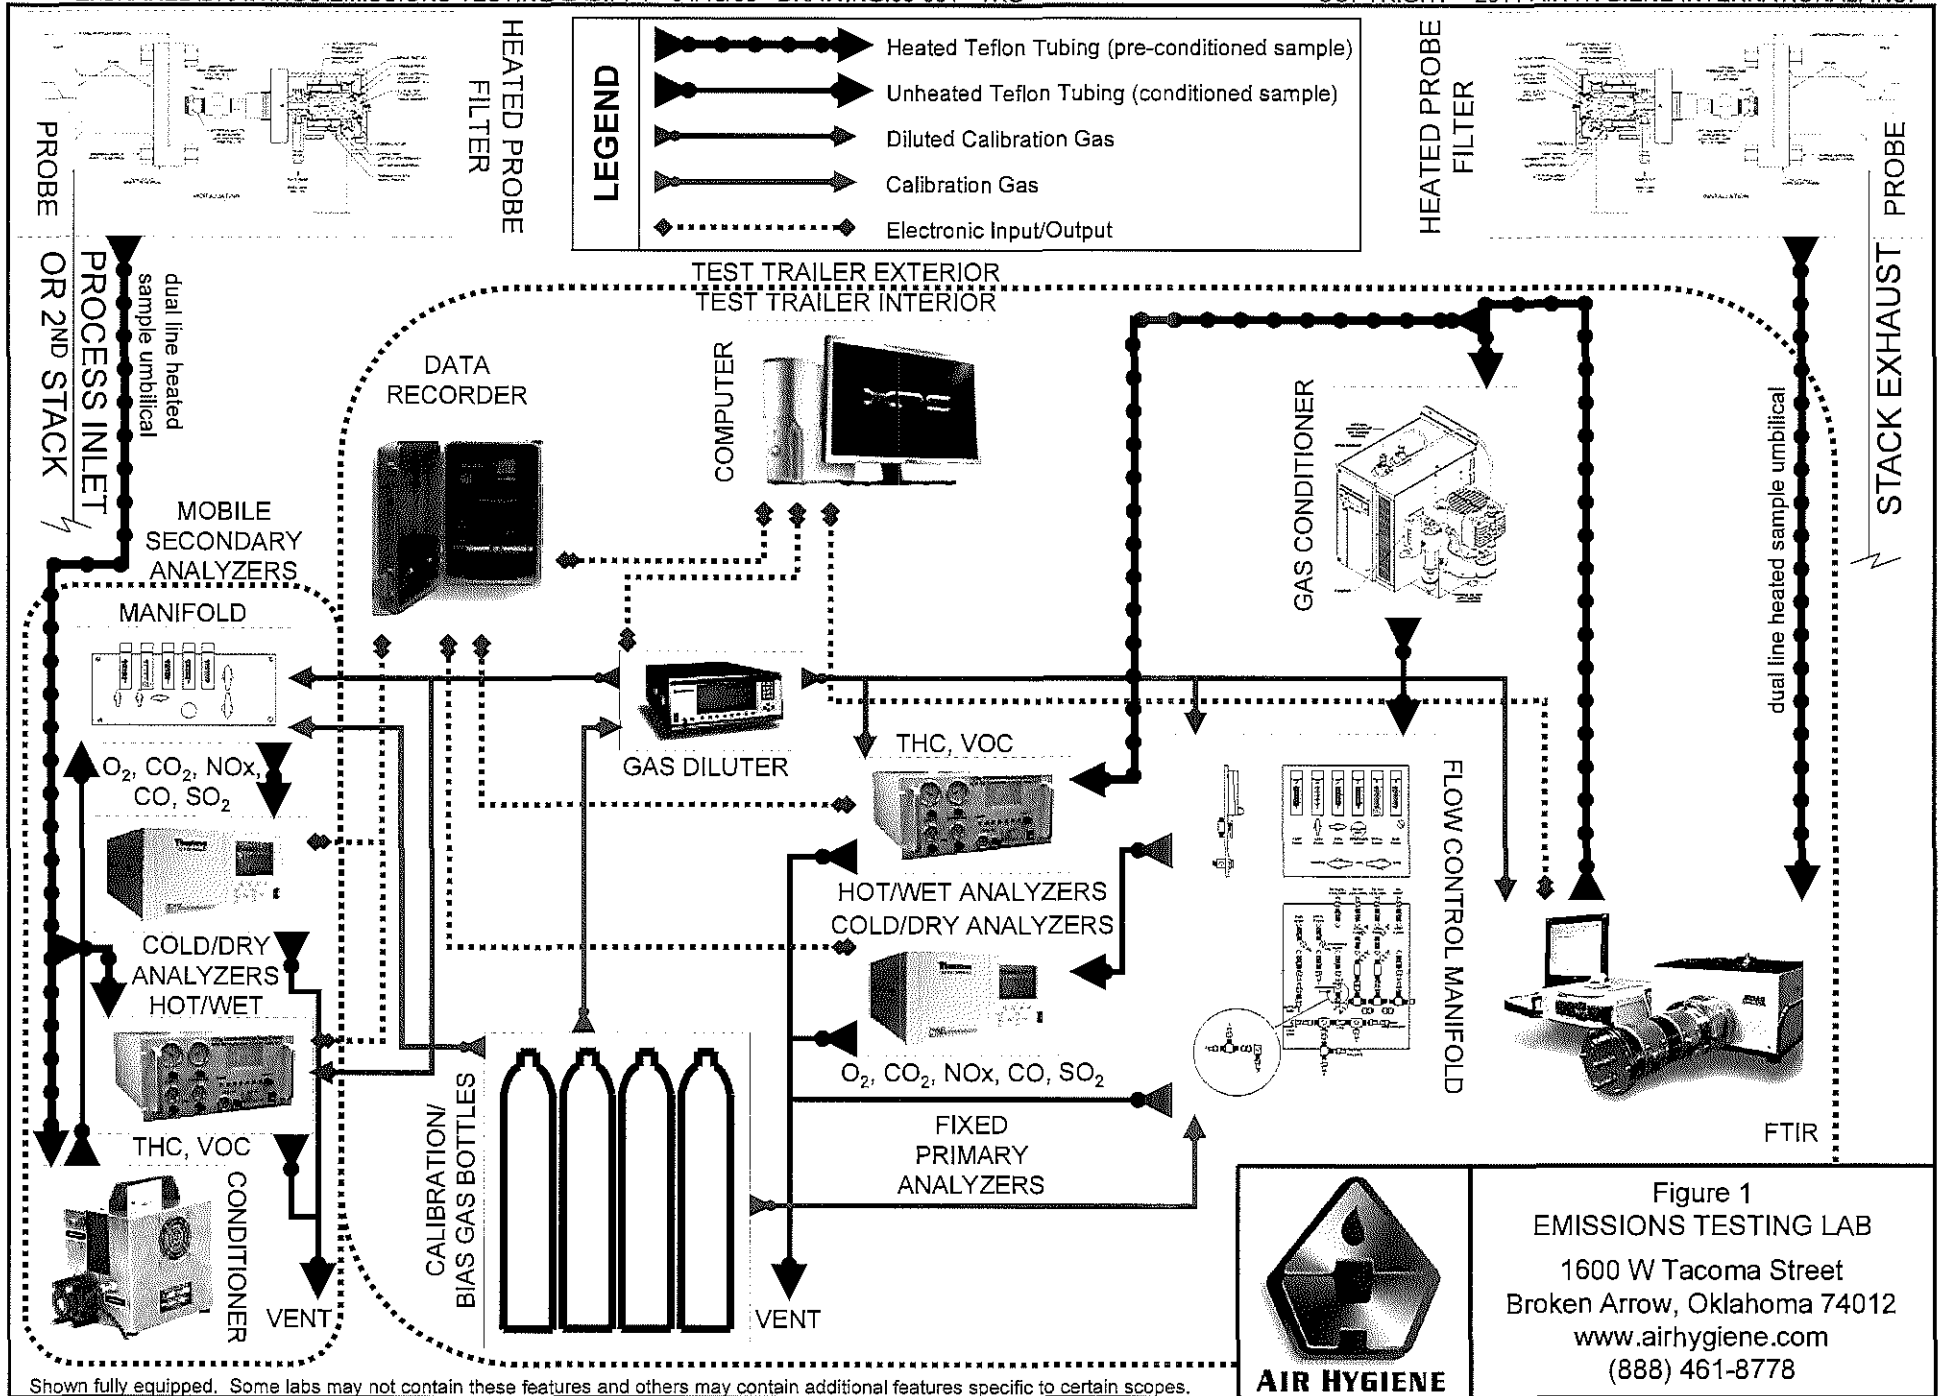 HEATED PROBE
FILTER
PROBE
LEGEND
Heated Teflon Tubing (pre-conditioned sample)
Unheated Teflon Tubing (conditioned sample)
Diluted Calibration Gas
Calibration Gas
Electronic Input/Output
HEATED PROBE
FILTER
PROBE
PROCESS INLET
OR 2ND STACK
dual line heated
sample umbilical
TEST TRAILER EXTERIOR
TEST TRAILER INTERIOR
STACK EXHAUST
dual line heated sample umbilical
DATA
RECORDER
COMPUTER
GAS CONDITIONER
MOBILE
SECONDARY
ANALYZERS
MANIFOLD
O2, CO2, NOx,
CO, SO2
COLD/DRY
ANALYZERS
HOT/WET
THC, VOC
CONDITIONER
VENT
GAS DILUTER
THC, VOC
HOT/WET ANALYZERS
COLD/DRY ANALYZERS
Thermo
O2, CO2, NOx, CO, SO2
FIXED
PRIMARY
ANALYZERS
FLOW CONTROL MANIFOLD
FTIR
CALIBRATION/
BIAS GAS BOTTLES
VENT
AIR HYGIENE
Figure 1
EMISSIONS TESTING LAB
1600 W Tacoma Street
Broken Arrow, Oklahoma 74012
www.airhygiene.com
(888) 461-8778
Shown fully equipped. Some labs may not contain these features and others may contain additional features specific to certain scopes.